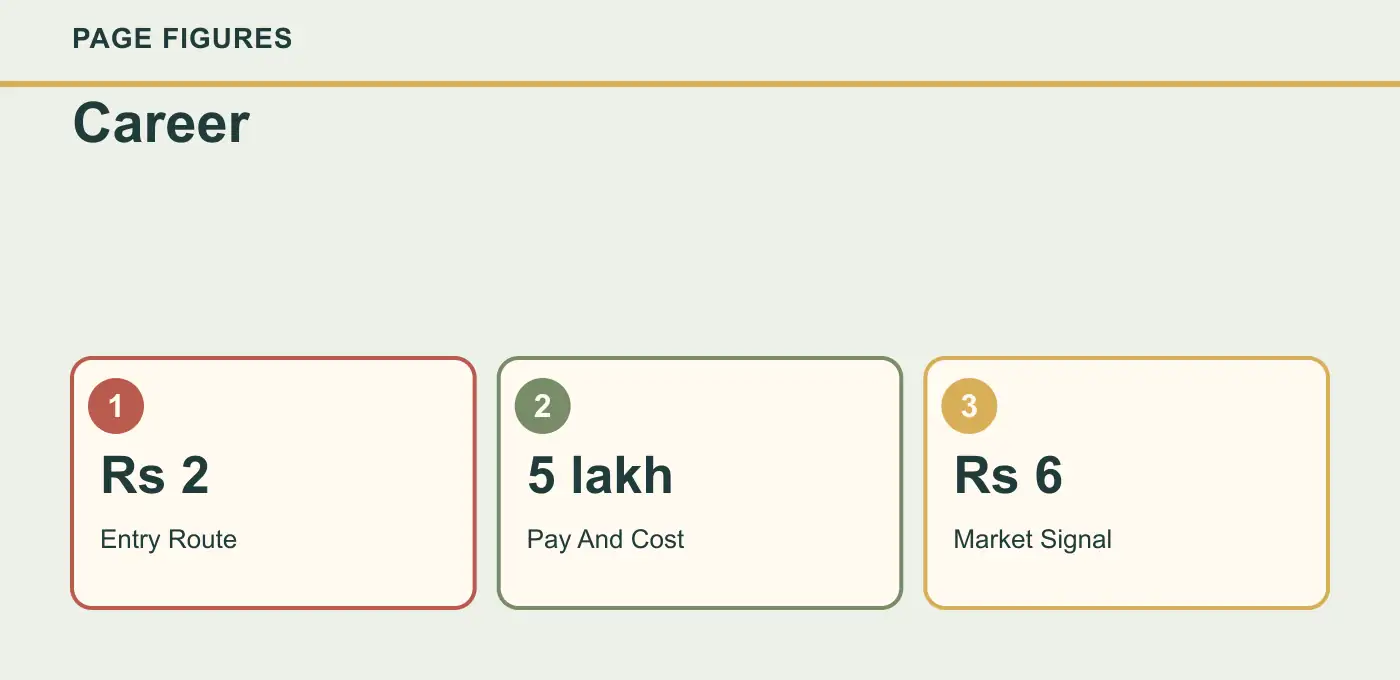 PAGE FIGURES
Career
1
Rs 2
Entry Route
2
5 lakh
Pay And Cost
3
Rs 6
Market Signal